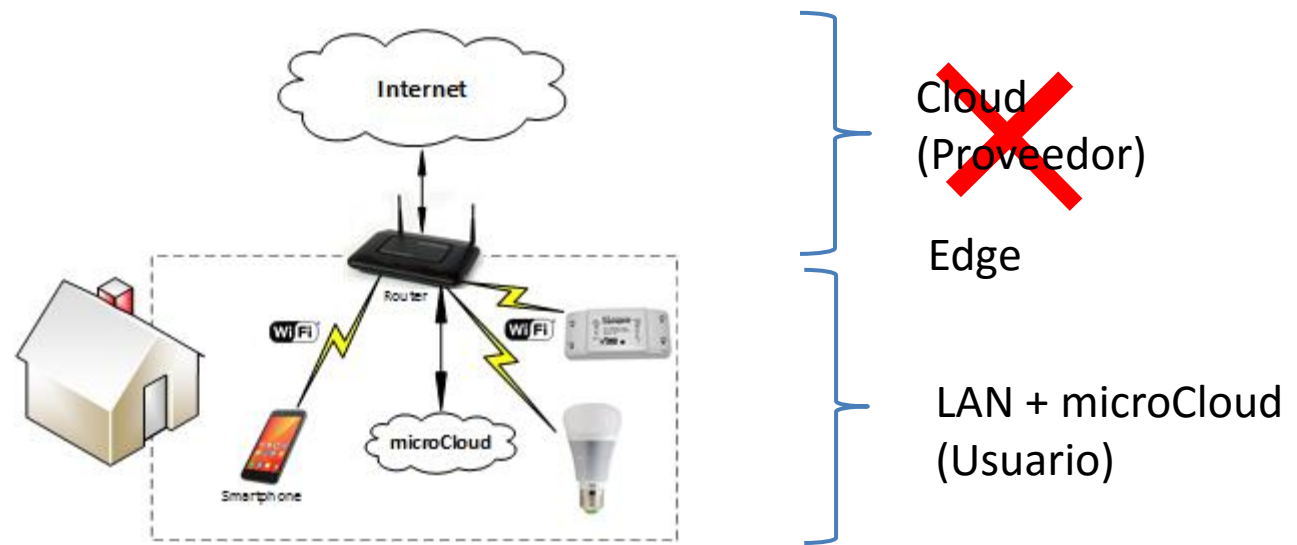 Internet
Router
WiFi
WiFi
Smartphone
microCloud
Cloud
(Proveedor)
Edge
LAN + microCloud
(Usuario)